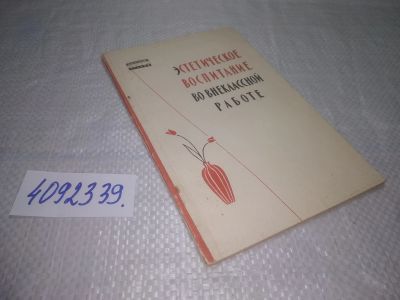 ЭСТЕТИЧЕСКОЕ
ВОСПИТАНИЕ
ВО ВНЕКЛАССНОЙ
РАБОТЕ
4092339.